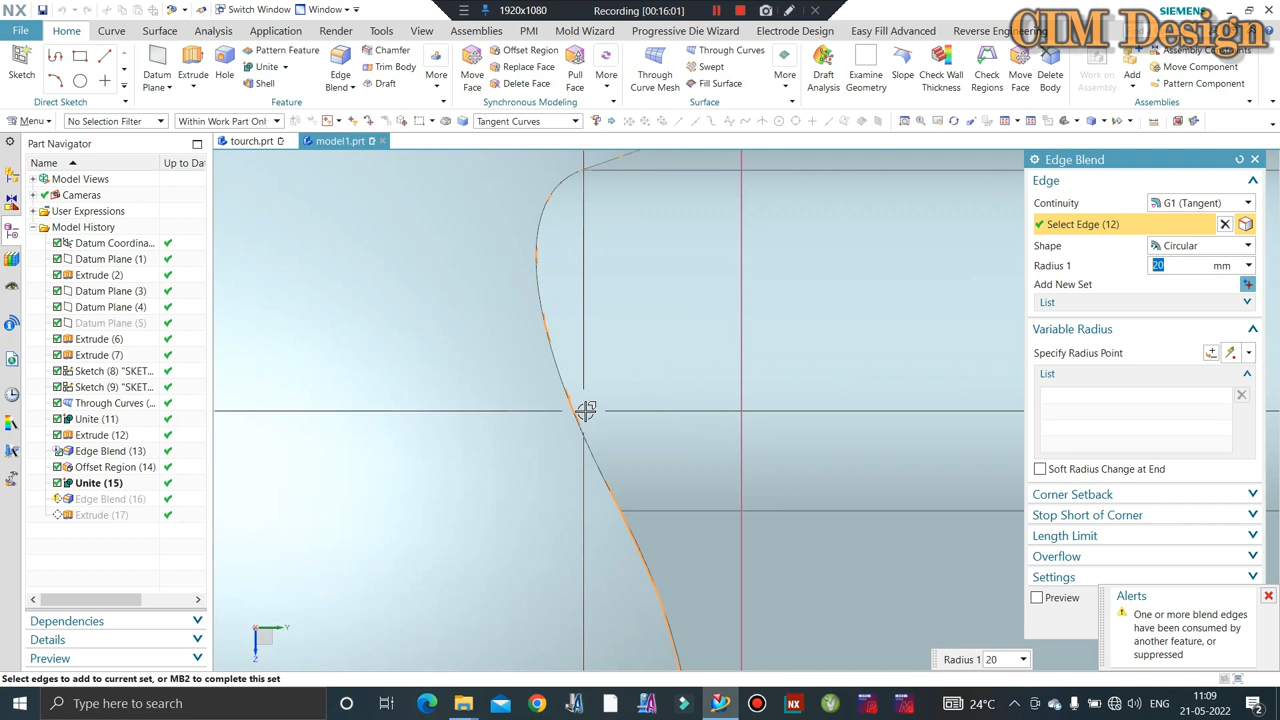 NX
Switch Window
Window
1920x1080
Recording [00:16:01]
SIEMENS
CIM Design
File
Home
Curve
Surface
Analysis
Application
Render
Tools
Assemblies
PMI
Mold Wizard
Progressive Die Wizard
Electrode Design
Easy Fill Advanced
Reverse Engineering
Sketch
Direct Sketch
Datum Plane
Extrude
Hole
Pattern Feature
Unite
Shell
Edge Blend
Chamfer
Trim Body
Draft
More
Feature
Move Face
Offset Region
Replace Face
Delete Face
Pull Face
More
Synchronous Modeling
Through Curve Mesh
Through Curves
Swept
Fill Surface
More
Surface
Draft Analysis
Examine Geometry
Slope
Check Wall Thickness
Check Regions
Move Face
Delete Body
Work on Assembly
Add
Assembly Constraints
Move Component
Pattern Component
Assemblies
Menu
No Selection Filter
Within Work Part Onl
Tangent Curves
Part Navigator
tourch.prt
model1.prt
Name
Up to Dat
Model Views
Cameras
User Expressions
Model History
Datum Coordina...
Datum Plane (1)
Extrude (2)
Datum Plane (3)
Datum Plane (4)
Datum Plane (5)
Extrude (6)
Extrude (7)
Sketch (8) "SKET...
Sketch (9) "SKET...
Through Curves (...
Unite (11)
Extrude (12)
Edge Blend (13)
Offset Region (14)
Unite (15)
Edge Blend (16)
Extrude (17)
Dependencies
Details
Preview
Edge Blend
Edge
Continuity
G1 (Tangent)
Select Edge (12)
Shape
Circular
Radius 1
20
mm
Add New Set
List
Variable Radius
Specify Radius Point
List
Soft Radius Change at End
Corner Setback
Stop Short of Corner
Length Limit
Overflow
Settings
Preview
Alerts
One or more blend edges
have been consumed by
another feature, or
suppressed
Y
Z
Radius 1 20
Select edges to add to current set, or MB2 to complete this set
Type here to search
24°C
ENG
11:09
21-05-2022
2